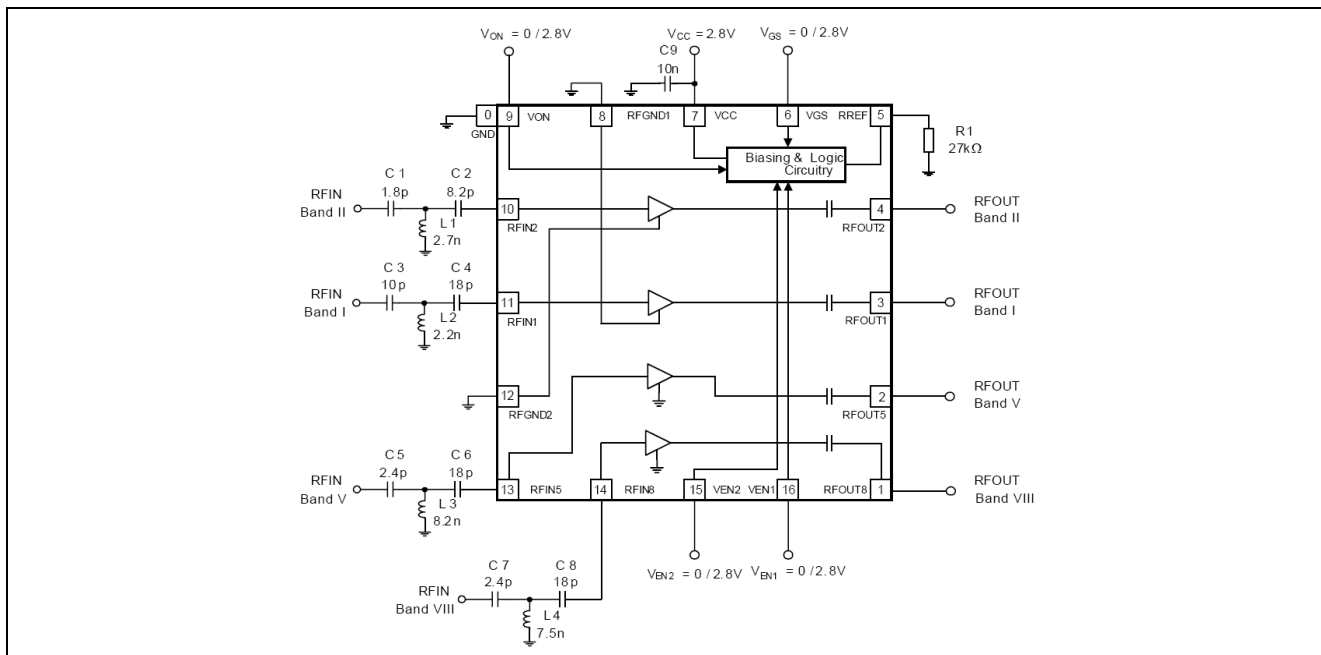 V_ON = 0 / 2.8V
V_CC = 2.8V
V_GS = 0 / 2.8V
C9
10n
0
9
VON
8
RFGND1
7
VCC
6
VGS
RREF
5
GND
R1
27kΩ
Biasing & Logic
Circuitry
C 1
1.8p
C 2
8.2p
RFIN
Band II
10
RFIN2
L1
2.7n
4
RFOUT2
RFOUT
Band II
C 3
10p
C 4
18p
RFIN
Band I
11
RFIN1
L2
2.2n
3
RFOUT1
RFOUT
Band I
12
RFGND2
2
RFOUT5
RFOUT
Band V
C 5
2.4p
C 6
18p
RFIN
Band V
L3
8.2n
13
RFIN5
14
RFIN8
15
VEN2
VEN1
16
RFOUT8
1
RFOUT
Band VIII
V_EN2 = 0 / 2.8V
V_EN1 = 0 / 2.8V
C 7
2.4p
C 8
18p
RFIN
Band VIII
L4
7.5n